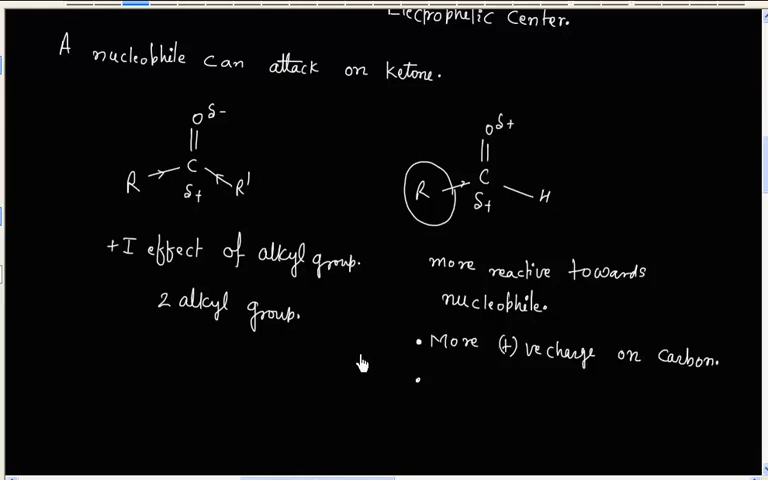 Elecrophelic center.
A nucleophile can attack on ketone.
O δ-
C
R δ+ R'
O δ+
R C
δ+ H
+I effect of alkyl group.
2 alkyl group.
more reactive towards
nucleophile.
• More (+)ve charge on carbon.
•